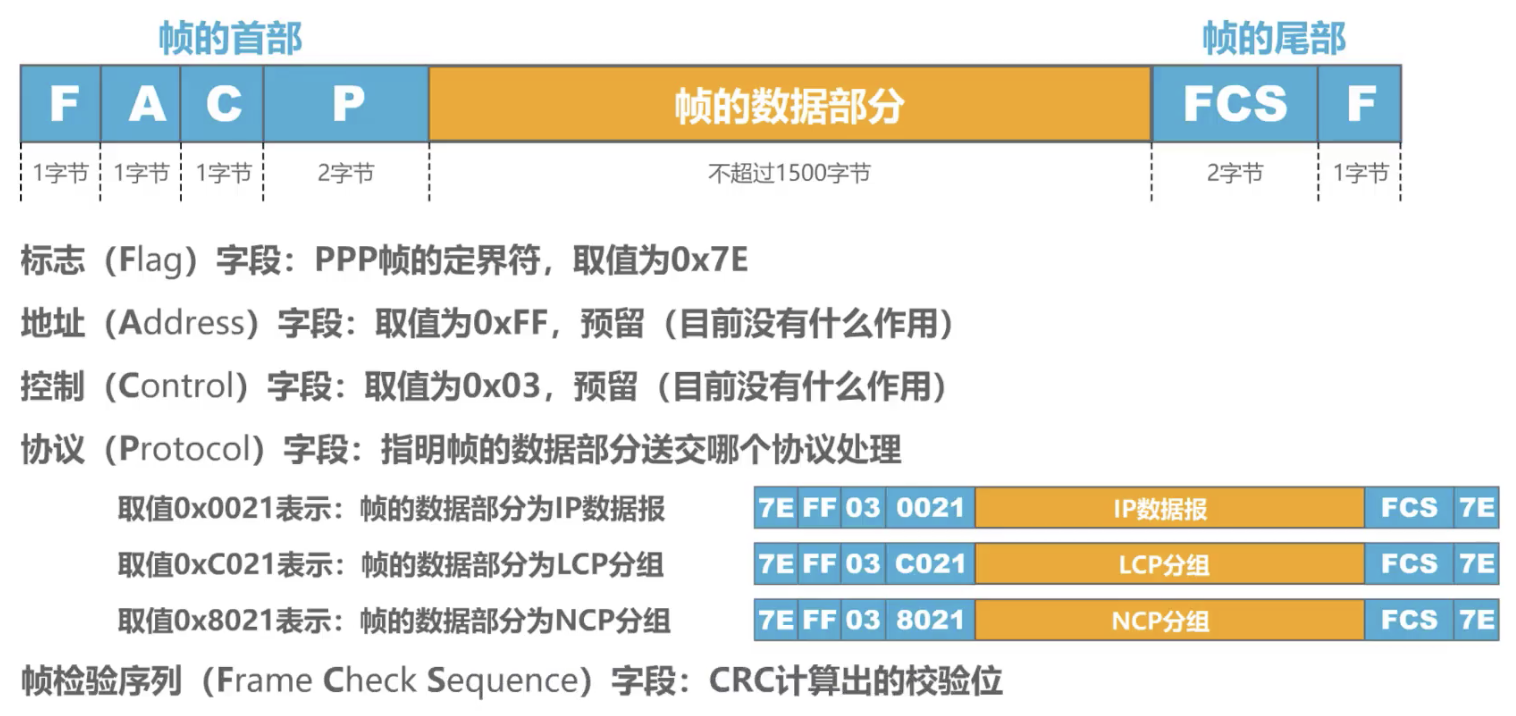 帧的首部 帧的尾部
F A C P 帧的数据部分 FCS F
1字节 1字节 1字节 2字节 不超过1500字节 2字节 1字节
标志（Flag）字段：PPP帧的定界符，取值为0x7E
地址（Address）字段：取值为0xFF，预留（目前没有什么作用）
控制（Control）字段：取值为0x03，预留（目前没有什么作用）
协议（Protocol）字段：指明帧的数据部分送交哪个协议处理
取值0x0021表示：帧的数据部分为IP数据报 7E FF 03 0021 IP数据报 FCS 7E
取值0xC021表示：帧的数据部分为LCP分组 7E FF 03 C021 LCP分组 FCS 7E
取值0x8021表示：帧的数据部分为NCP分组 7E FF 03 8021 NCP分组 FCS 7E
帧检验序列（Frame Check Sequence）字段：CRC计算出的校验位